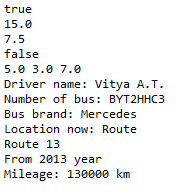 true
15.0
7.5
false
5.0 3.0 7.0
Driver name: Vitya A.T.
Number of bus: BYT2HHC3
Bus brand: Mercedes
Location now: Route
Route 13
From 2013 year
Mileage: 130000 km